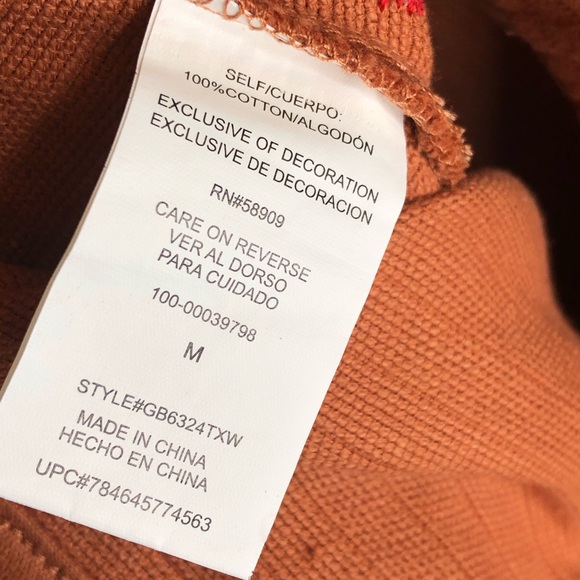 SELF/CUERPO:
100%COTTON/ALGODÓN
EXCLUSIVE OF DECORATION
EXCLUSIVE DE DECORACION
RN#58909
CARE ON REVERSE
VER AL DORSO
PARA CUIDADO
100-00039798
M
STYLE#GB6324TXW
MADE IN CHINA
HECHO EN CHINA
UPC#784645774563